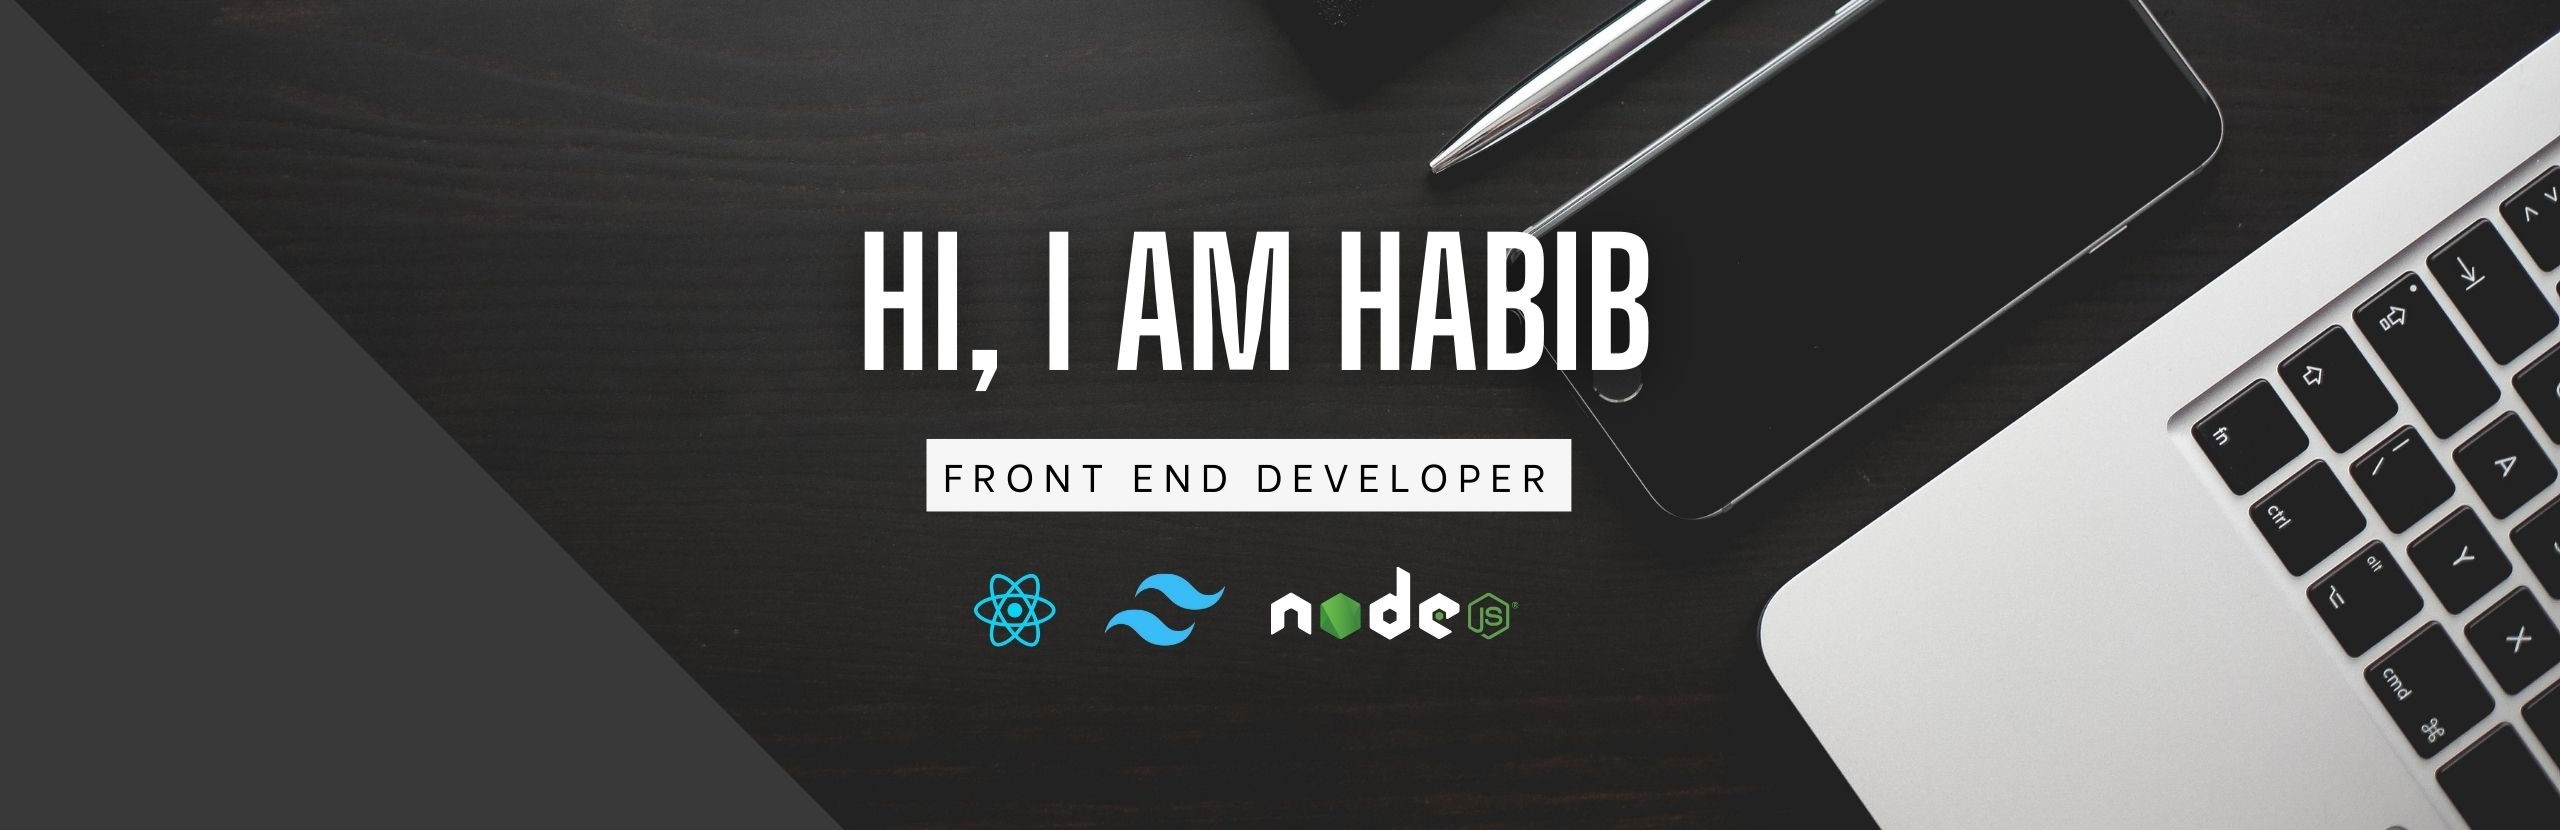 HI, I AM HABIB
FRONT END DEVELOPER
node JS®
fn
A
ctrl
Y
alt
X
cmd ⌘